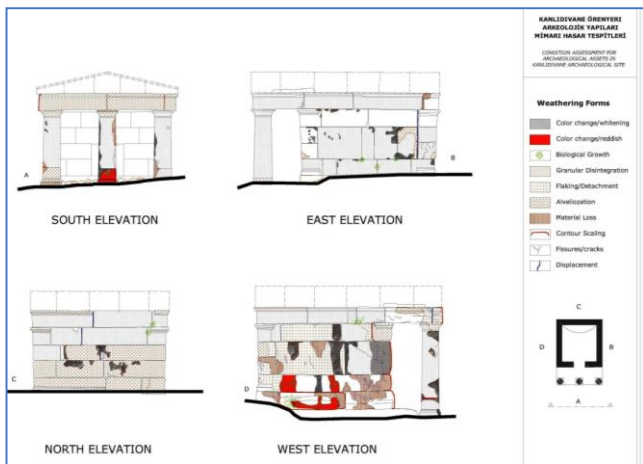 A
SOUTH ELEVATION
B
EAST ELEVATION
C
NORTH ELEVATION
D
WEST ELEVATION
KANLIDIVANE ÖRENYERI
ARKEOLOJİK YAPILARI
MİMARİ HASAR TESPİTLERİ
CONDITION ASSESSMENT FOR
ARCHAEOLOGICAL ASSETS IN
KANLIDIVANE ARCHAEOLOGICAL SITE
Weathering Forms
Color change/whitening
Color change/reddish
Biological Growth
Granular Disintegration
Flaking/Detachment
Alveliozation
Material Loss
Contour Scaling
Fissures/cracks
Displacement
C
D
B
A